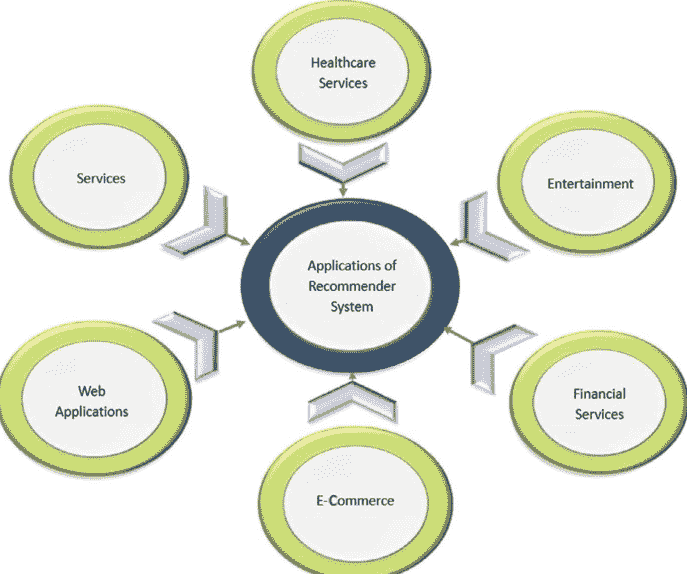 Healthcare
Services
Services
Entertainment
Applications of
Recommender
System
Web
Applications
Financial
Services
E-Commerce